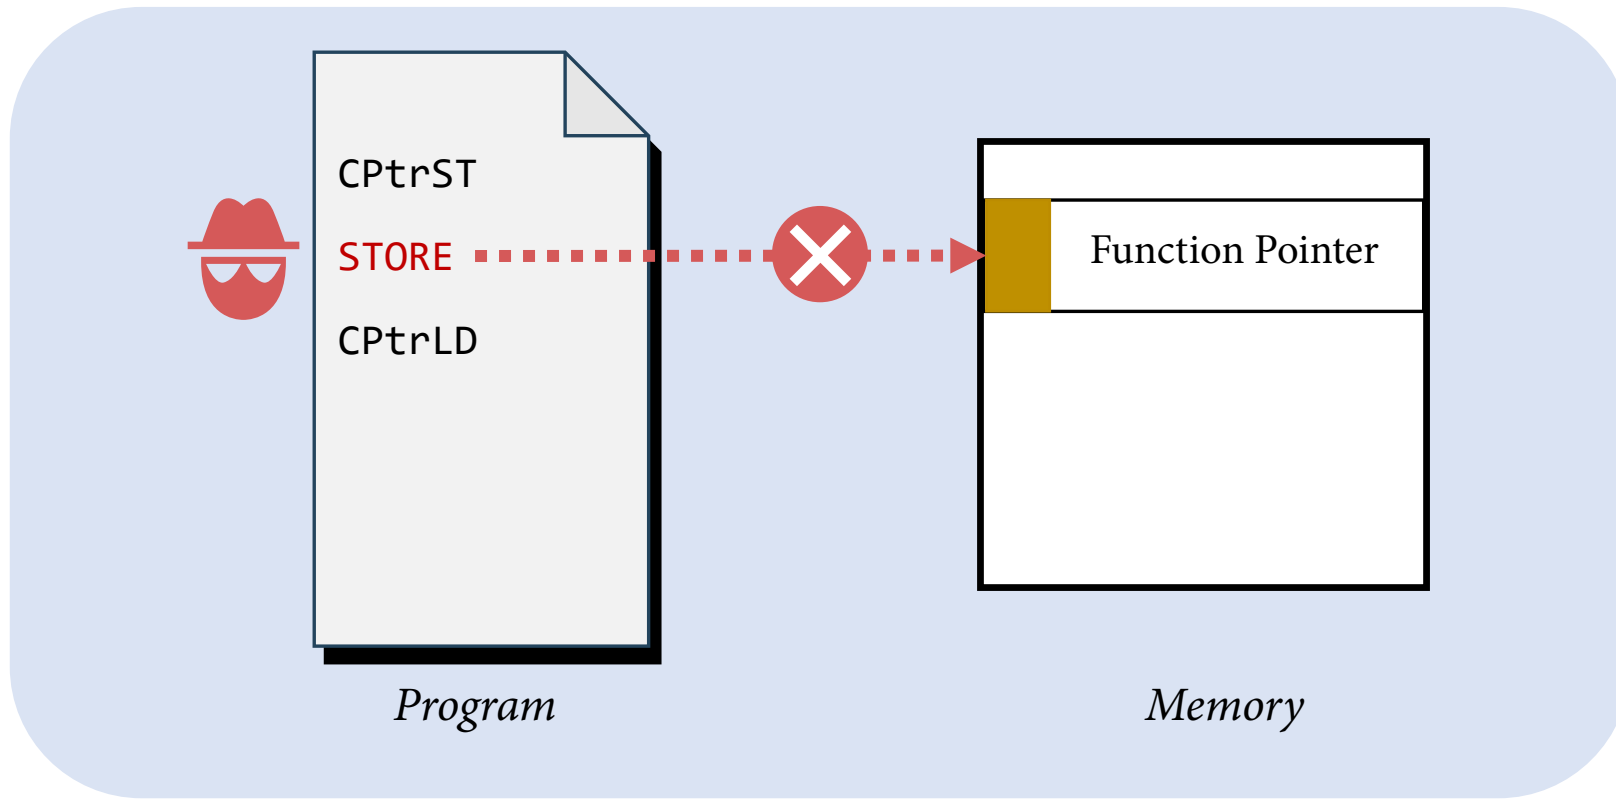 CPtrST
STORE
CPtrLD
Function Pointer
Program
Memory